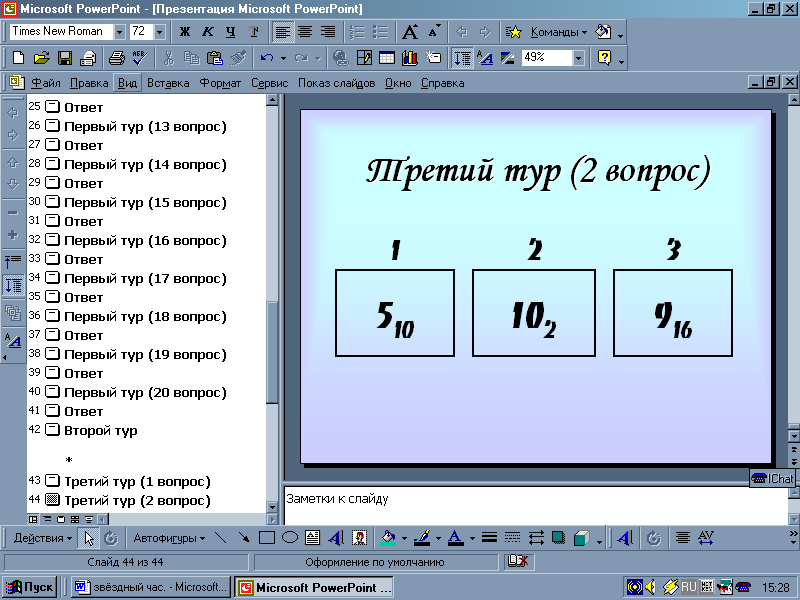 Microsoft PowerPoint - [Презентация Microsoft PowerPoint]
Times New Roman 72 Ж К Ч Команды
49%
Файл Правка Вид Вставка Формат Сервис Показ слайдов Окно Справка
25 Ответ
26 Первый тур (13 вопрос)
27 Ответ
28 Первый тур (14 вопрос)
29 Ответ
30 Первый тур (15 вопрос)
31 Ответ
32 Первый тур (16 вопрос)
33 Ответ
34 Первый тур (17 вопрос)
35 Ответ
36 Первый тур (18 вопрос)
37 Ответ
38 Первый тур (19 вопрос)
39 Ответ
40 Первый тур (20 вопрос)
41 Ответ
42 Второй тур
*
43 Третий тур (1 вопрос)
44 Третий тур (2 вопрос)
Третий тур (2 вопрос)
1 2 3
5₁₀ 10₂ 9₁₆
IChat
Заметки к слайду
Действия Автофигуры
Слайд 44 из 44 Оформление по умолчанию
Пуск звёздный час. - Microsoft... Microsoft PowerPoint ... RU 15:28